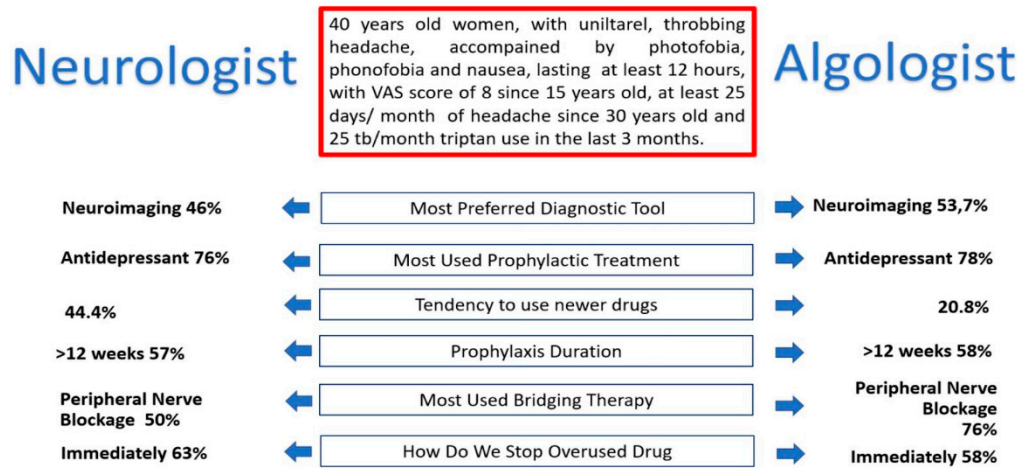 Neurologist
40 years old women, with uniltarel, throbbing
headache, accompained by photofobia,
phonofobia and nausea, lasting at least 12 hours,
with VAS score of 8 since 15 years old, at least 25
days/ month of headache since 30 years old and
25 tb/month triptan use in the last 3 months.
Algologist
Neuroimaging 46%
Most Preferred Diagnostic Tool
Neuroimaging 53,7%
Antidepressant 76%
Most Used Prophylactic Treatment
Antidepressant 78%
44.4%
Tendency to use newer drugs
20.8%
>12 weeks 57%
Prophylaxis Duration
>12 weeks 58%
Peripheral Nerve
Blockage 50%
Most Used Bridging Therapy
Peripheral Nerve
Blockage
76%
Immediately 63%
How Do We Stop Overused Drug
Immediately 58%